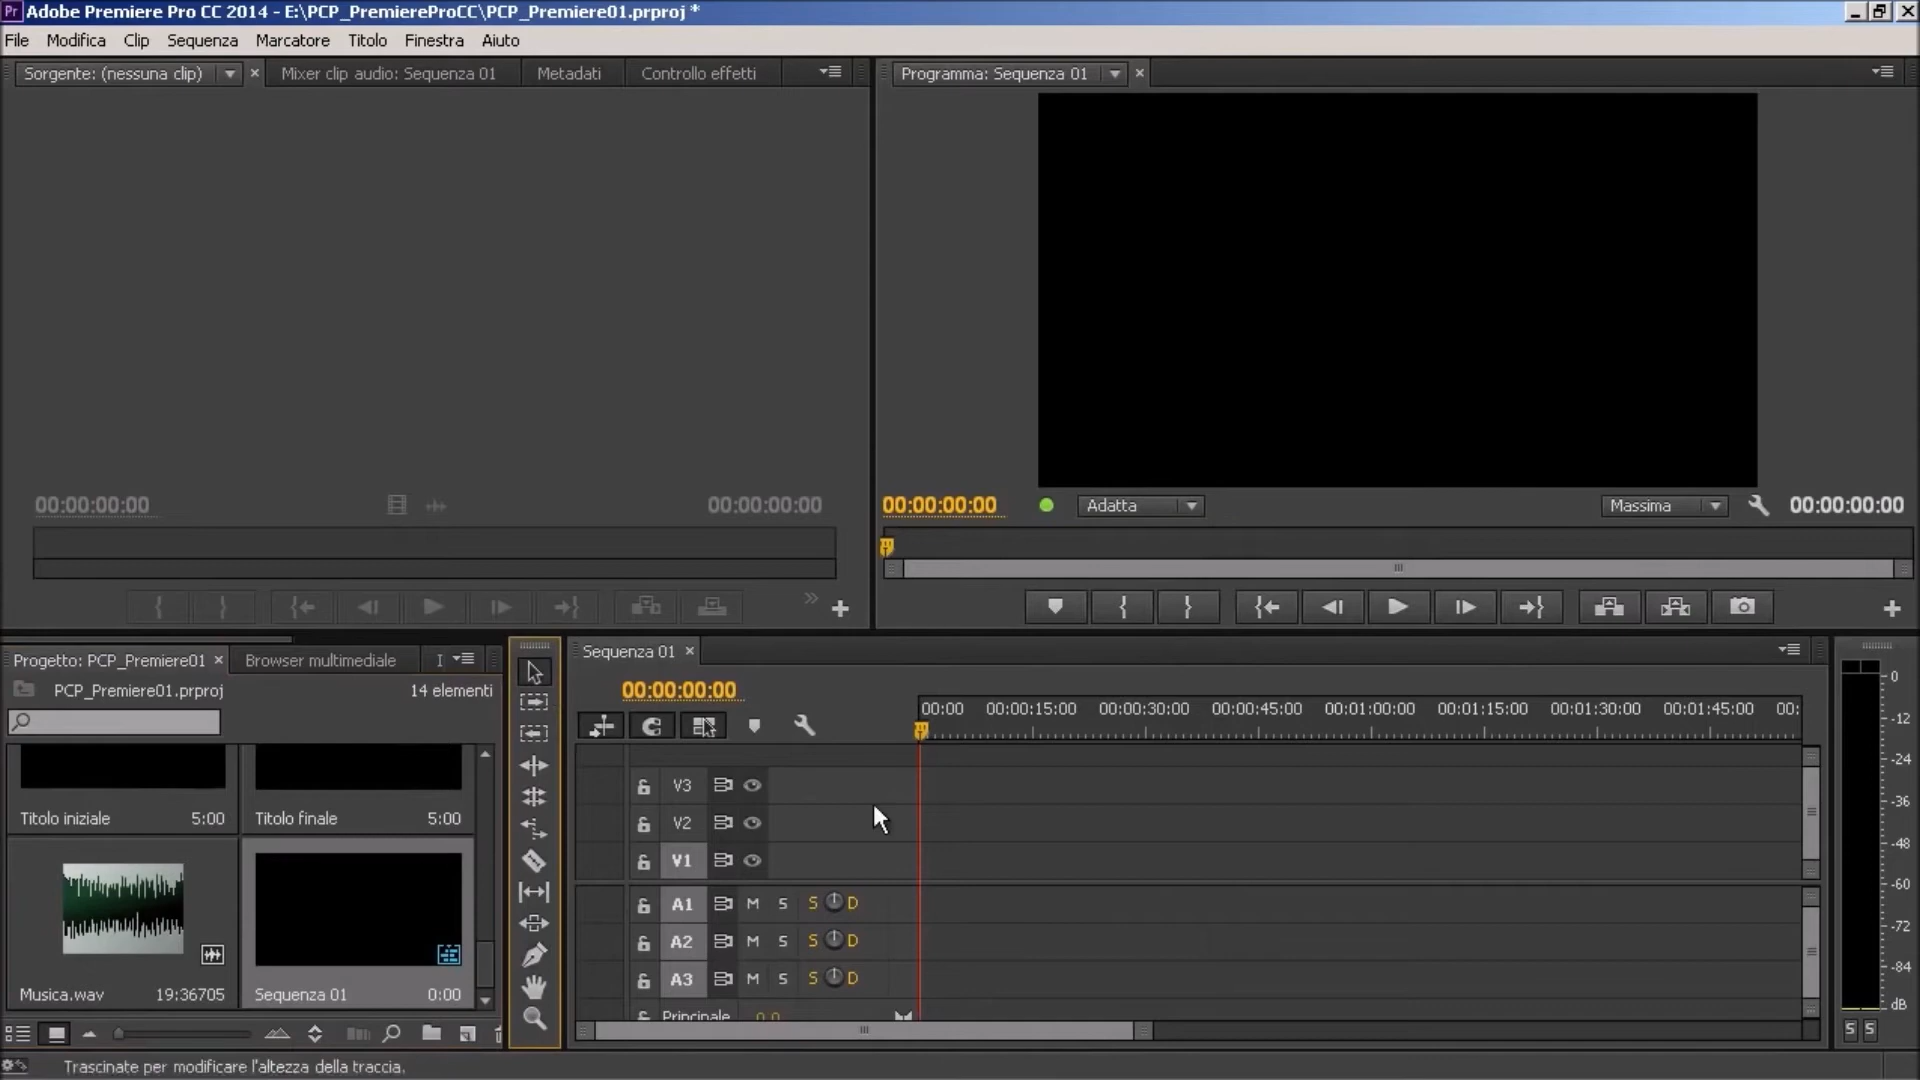 Pr Adobe Premiere Pro CC 2014 - E:\PCP_PremiereProCC\PCP_Premiere01.prproj *
File Modifica Clip Sequenza Marcatore Titolo Finestra Aiuto
Sorgente: (nessuna clip) Mixer clip audio: Sequenza 01 Metadati Controllo effetti
Programma: Sequenza 01
00:00:00:00 00:00:00:00
00:00:00:00 Adatta Massima 00:00:00:00
Progetto: PCP_Premiere01 Browser multimediale I
PCP_Premiere01.prproj 14 elementi
Titolo iniziale 5:00 Titolo finale 5:00
Musica.wav 19:36705 Sequenza 01 0:00
Sequenza 01
00:00:00:00
00:00 00:00:15:00 00:00:30:00 00:00:45:00 00:01:00:00 00:01:15:00 00:01:30:00 00:01:45:00 00:
V3
V2
V1
A1 M S S D
A2 M S S D
A3 M S S D
Principale 0,0
0
-12
-24
-36
-48
-60
-72
-84
dB
S S
Trascinate per modificare l'altezza della traccia.